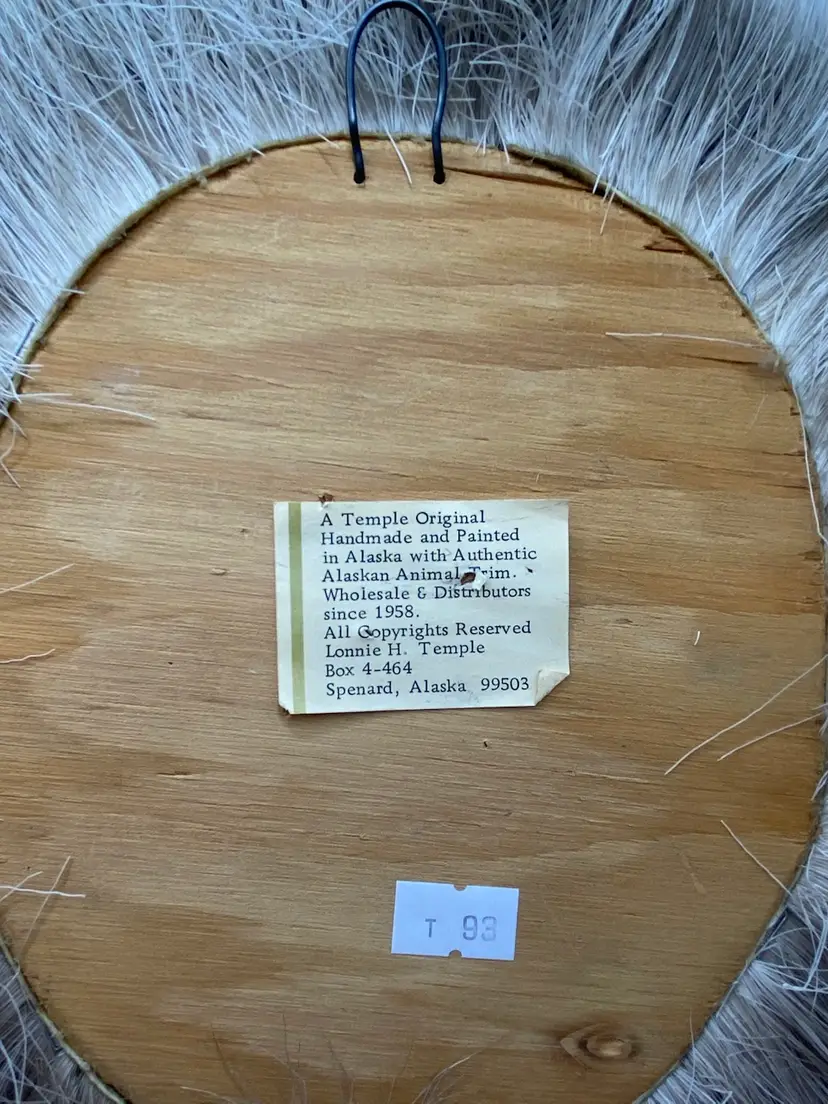 A Temple Original
Handmade and Painted
in Alaska with Authentic
Alaskan Animal Trim.
Wholesale & Distributors
since 1958.
All Copyrights Reserved
Lonnie H. Temple
Box 4-464
Spenard, Alaska 99503
T 93